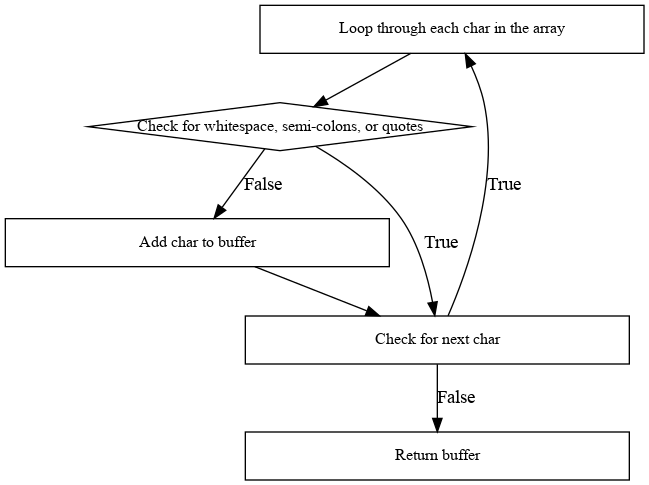 Loop through each char in the array
Check for whitespace, semi-colons, or quotes
False
True
True
Add char to buffer
Check for next char
False
Return buffer